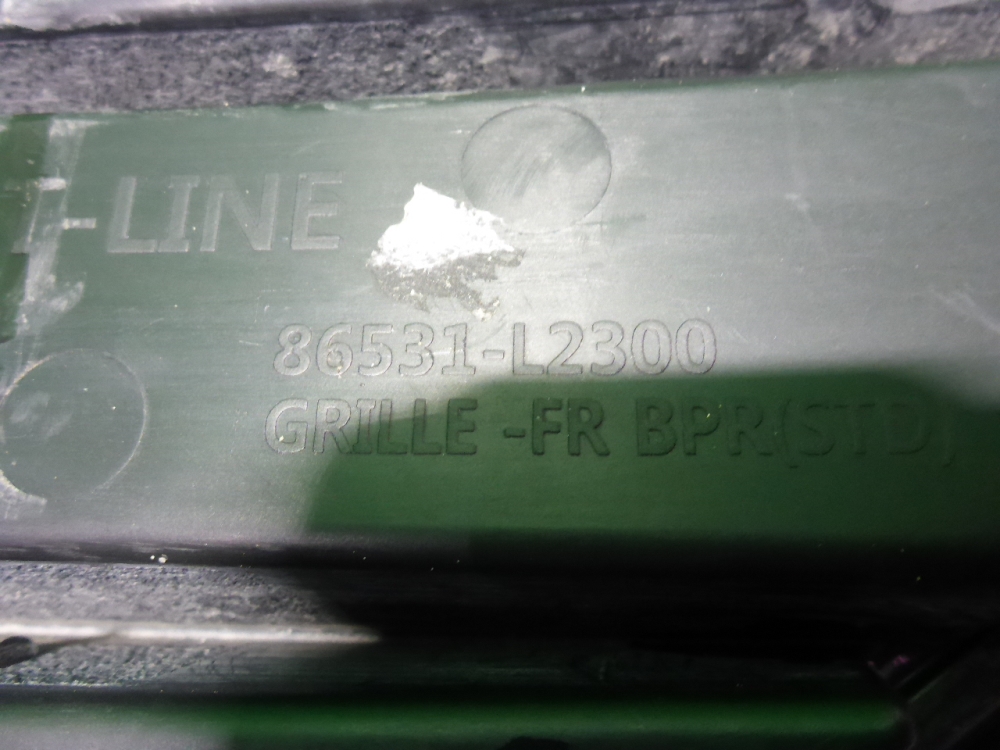 -LINE
86531-L2300
GRILLE -FR BPR(STD)